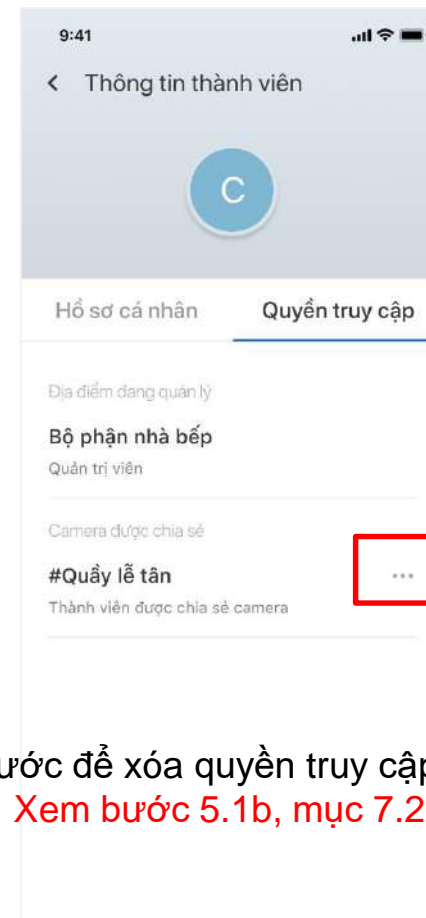 9:41
Thông tin thành viên
C
Hồ sơ cá nhân Quyền truy cập
Địa điểm đang quản lý
Bộ phận nhà bếp
Quản trị viên
Camera được chia sẻ
#Quầy lễ tân
...
Thành viên được chia sẻ camera
ước để xóa quyền truy cập
Xem bước 5.1b, mục 7.2